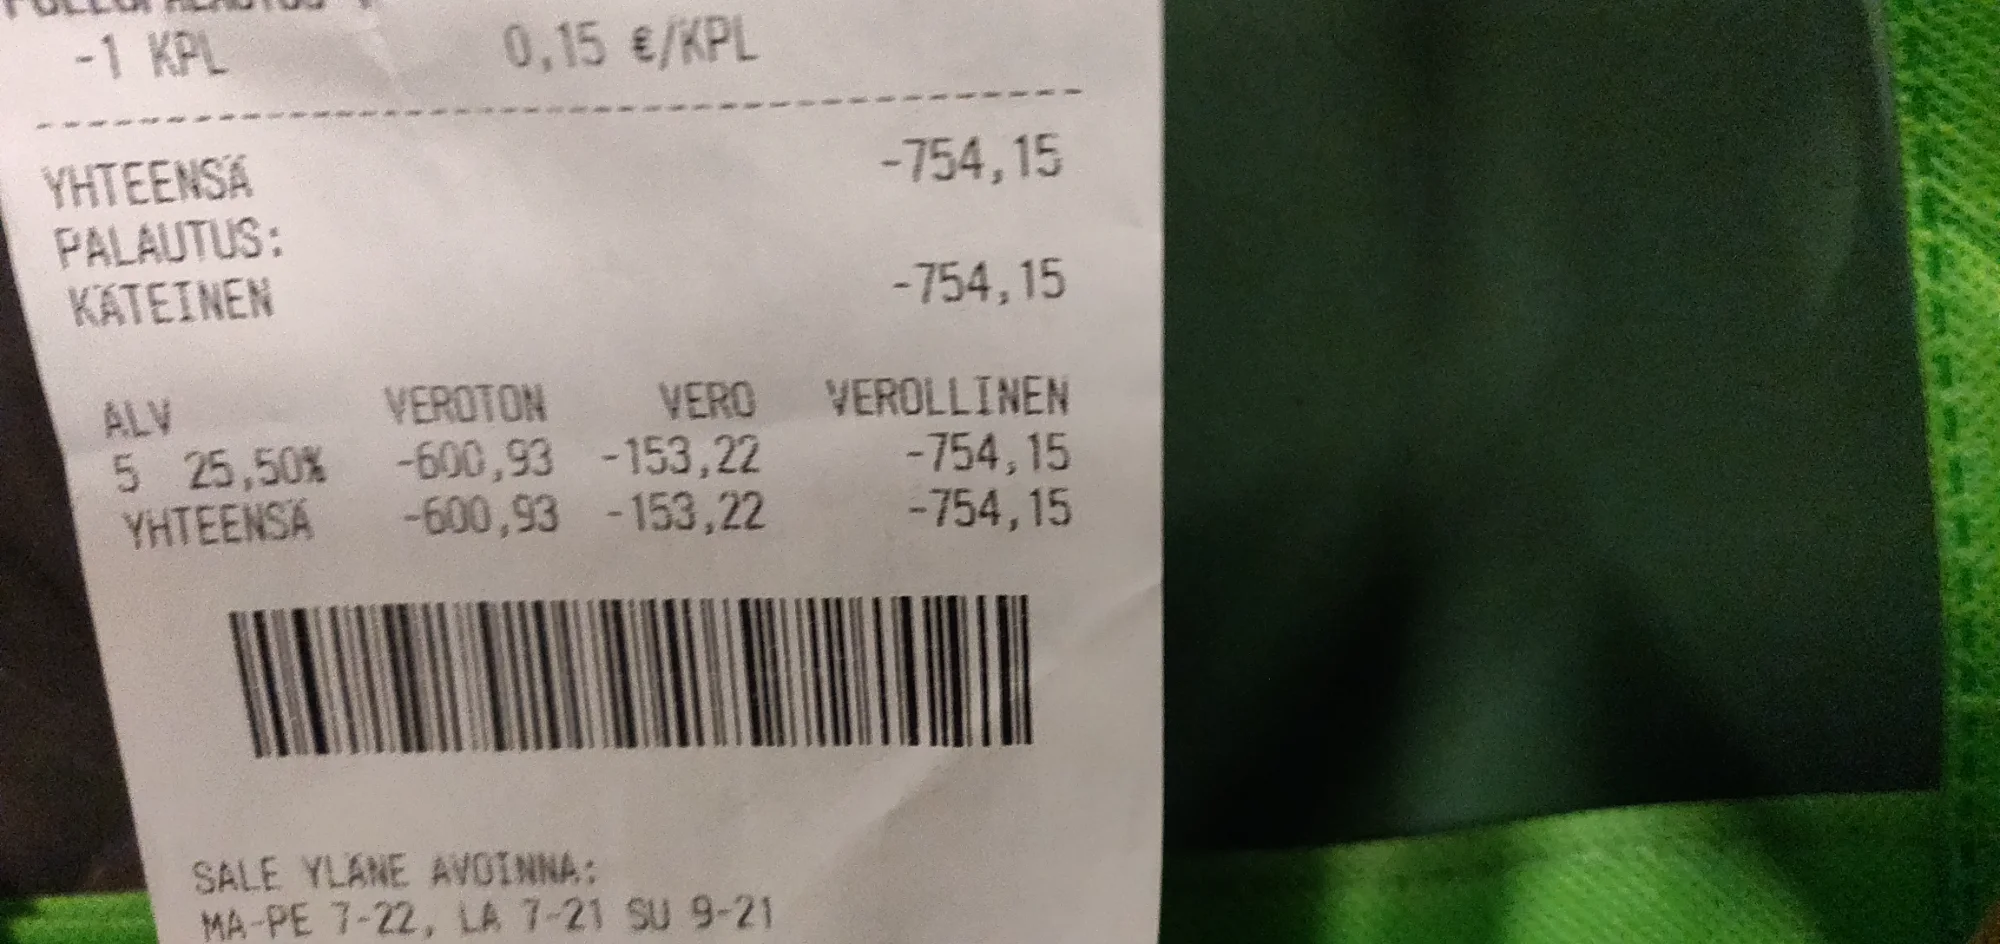 -1 KPL 0,15 €/KPL
YHTEENSÄ -754,15
PALAUTUS:
KÄTEINEN -754,15
ALV VEROTON VERO VEROLLINEN
5 25,50% -600,93 -153,22 -754,15
YHTEENSÄ -600,93 -153,22 -754,15
SALE YLÄNE AVOINNA:
MA-PE 7-22, LA 7-21 SU 9-21